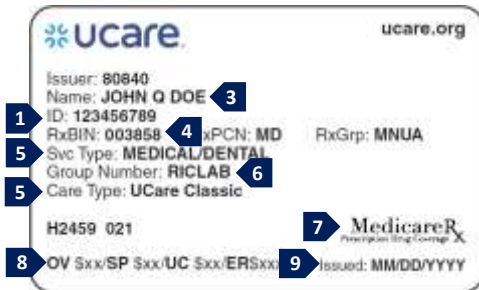 ucare.
ucare.org
Issuer: 80840
Name: JOHN Q DOE 3
1 ID: 123456789
RxBIN: 003858 4 xPCN: MD RxGrp: MNUA
5 Svc Type: MEDICAL/DENTAL
Group Number: RICLAB 6
5 Care Type: UCare Classic
H2459 021
7 MedicareRx
Prescription Drug Coverage
8 OV $xx/SP $xx/UC $xx/ER$xxx 9 Issued: MM/DD/YYYY